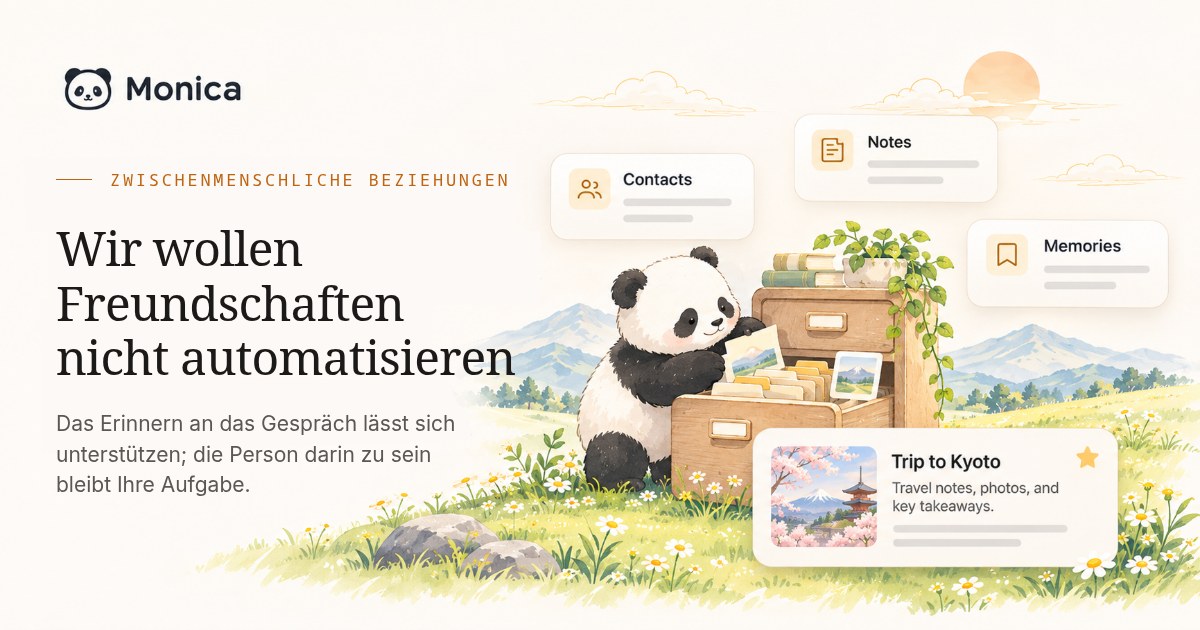 Monica
ZWISCHENMENSCHLICHE BEZIEHUNGEN
Wir wollen
Freundschaften
nicht automatisieren
Das Erinnern an das Gespräch lässt sich
unterstützen; die Person darin zu sein
bleibt Ihre Aufgabe.
Contacts
Notes
Memories
Trip to Kyoto
Travel notes, photos, and
key takeaways.